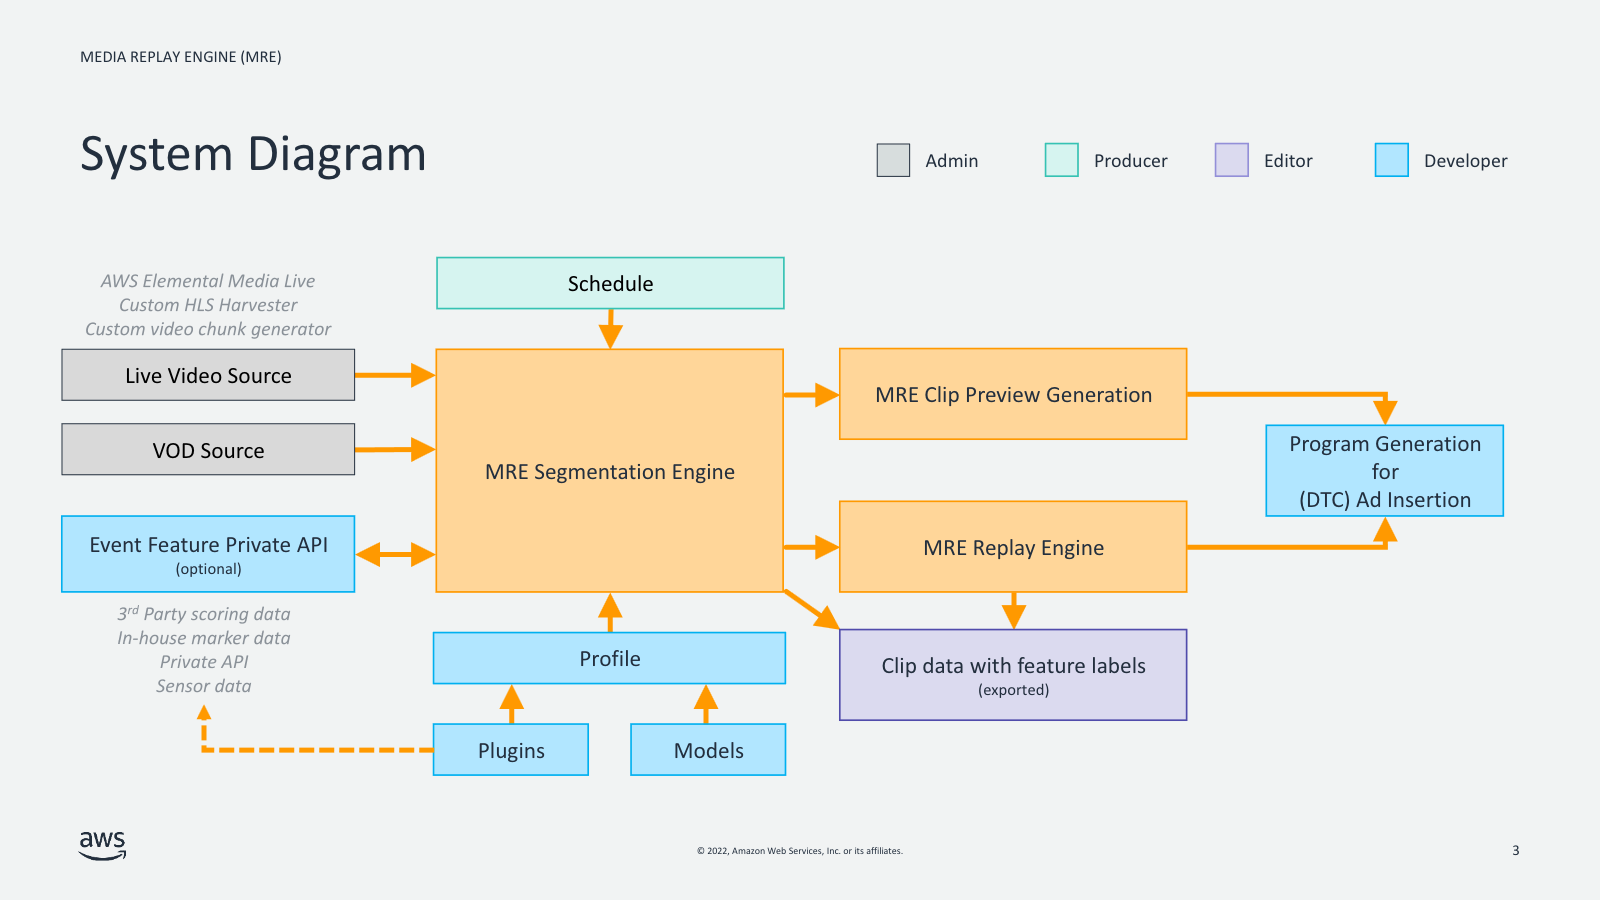 MEDIA REPLAY ENGINE (MRE)
System Diagram
Admin
Producer
Editor
Developer
AWS Elemental Media Live
Custom HLS Harvester
Custom video chunk generator
Schedule
Live Video Source
VOD Source
MRE Segmentation Engine
MRE Clip Preview Generation
Program Generation
for
(DTC) Ad Insertion
Event Feature Private API
(optional)
MRE Replay Engine
3rd Party scoring data
In-house marker data
Private API
Sensor data
Profile
Clip data with feature labels
(exported)
Plugins
Models
aws
© 2022, Amazon Web Services, Inc. or its affiliates.
3